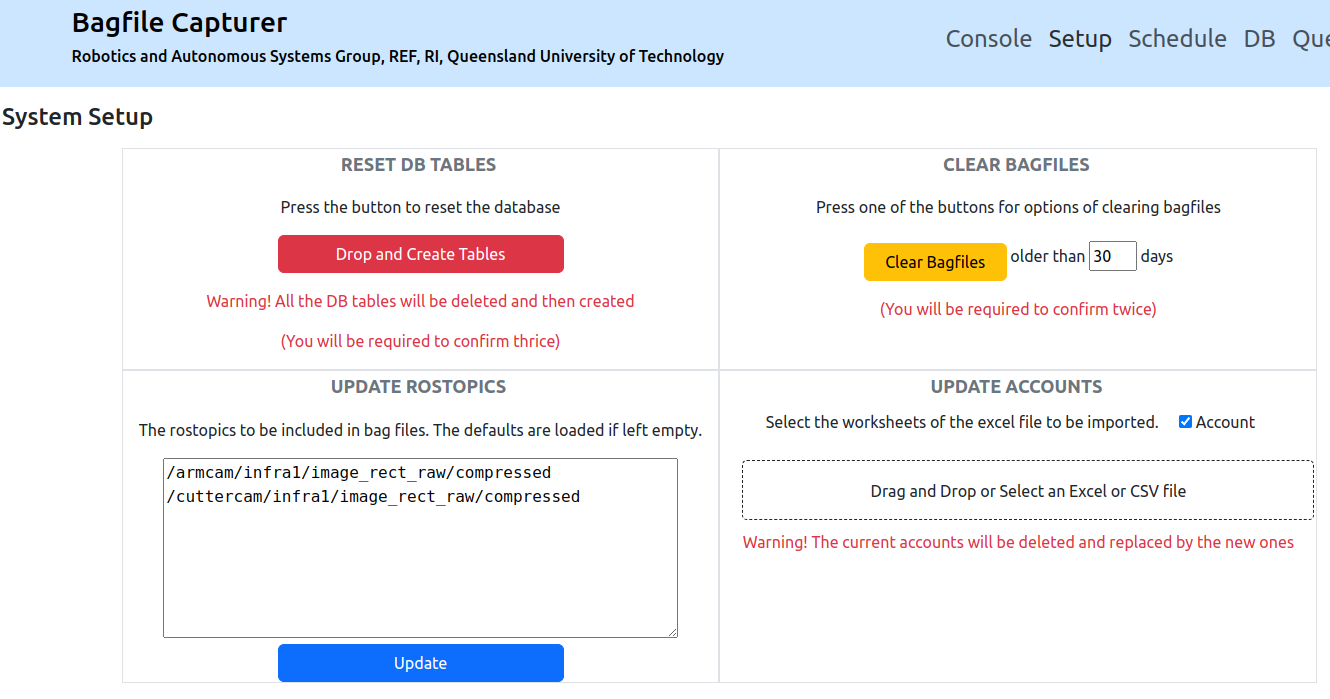 Bagfile Capturer
Robotics and Autonomous Systems Group, REF, RI, Queensland University of Technology
Console Setup Schedule DB
System Setup
RESET DB TABLES
Press the button to reset the database
Drop and Create Tables
Warning! All the DB tables will be deleted and then created
(You will be required to confirm thrice)
CLEAR BAGFILES
Press one of the buttons for options of clearing bagfiles
Clear Bagfiles older than 30 days
(You will be required to confirm twice)
UPDATE ROSTOPICS
The rostopics to be included in bag files. The defaults are loaded if left empty.
/armcam/infra1/image_rect_raw/compressed
/cuttercam/infra1/image_rect_raw/compressed
Update
UPDATE ACCOUNTS
Select the worksheets of the excel file to be imported. Account
Drag and Drop or Select an Excel or CSV file
Warning! The current accounts will be deleted and replaced by the new ones